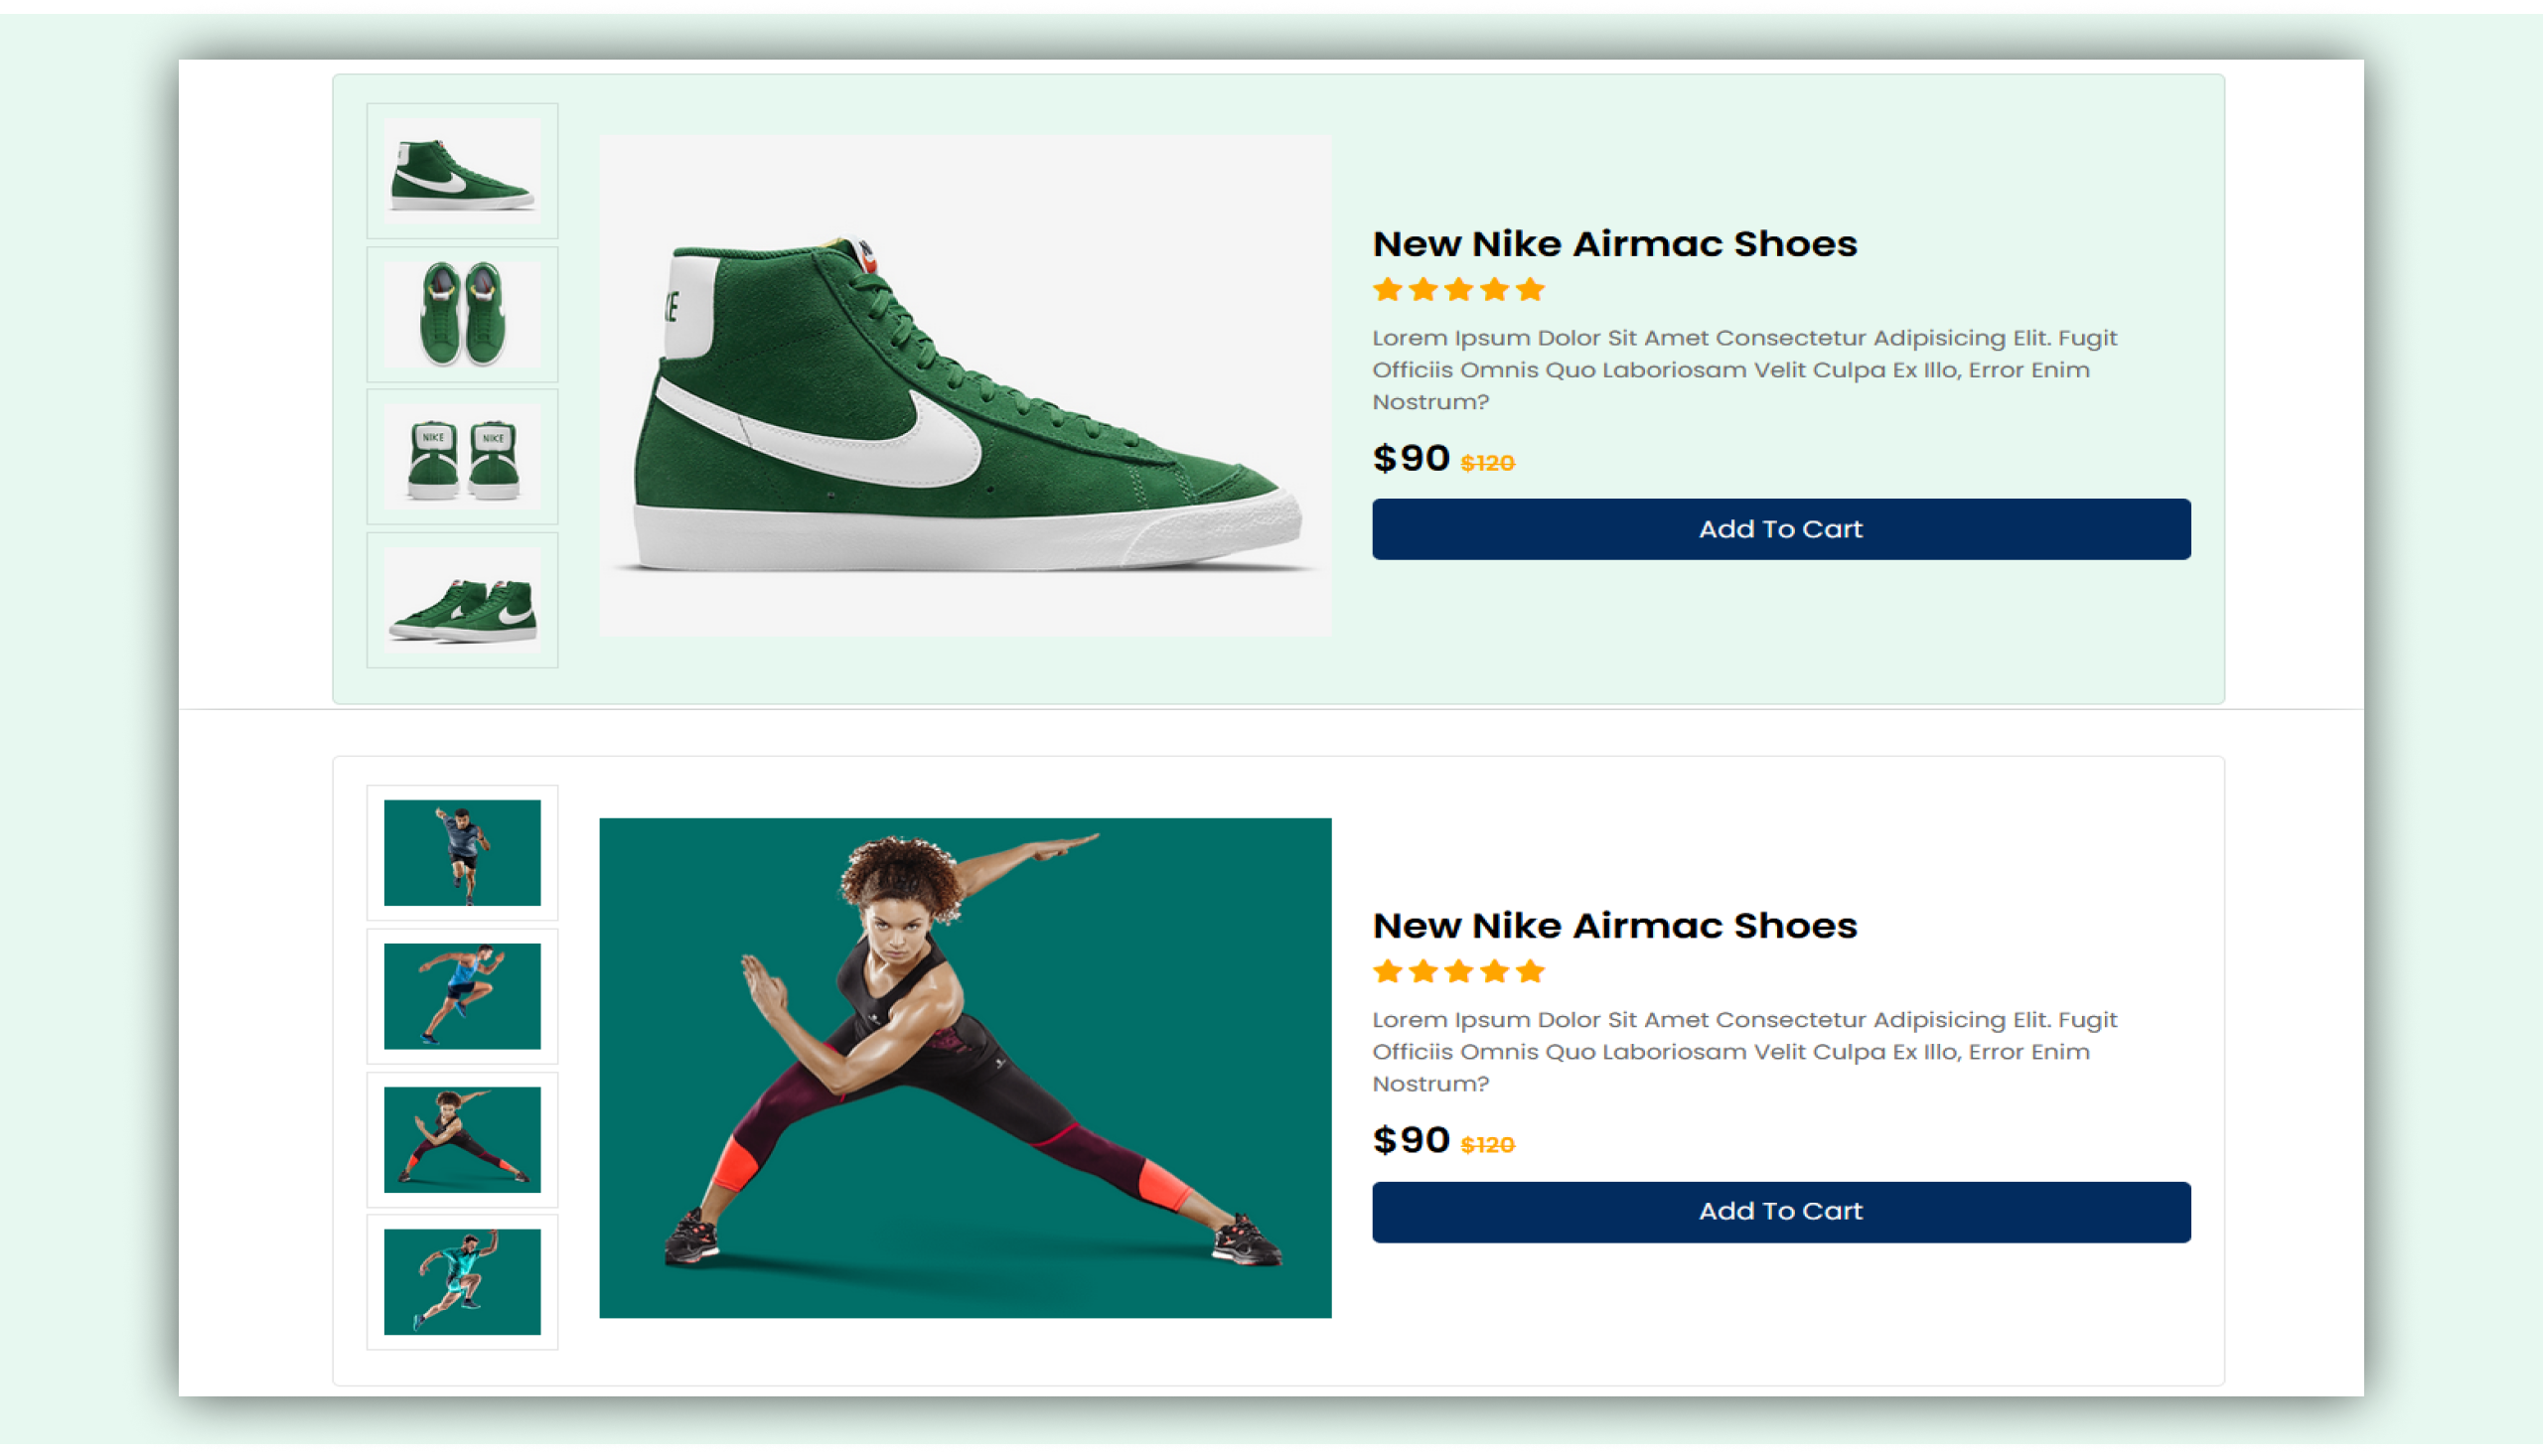 New Nike Airmac Shoes
Lorem Ipsum Dolor Sit Amet Consectetur Adipisicing Elit. Fugit
Officiis Omnis Quo Laboriosam Velit Culpa Ex Illo, Error Enim
Nostrum?
$90 $120
Add To Cart
KE
NIKE NIKE
New Nike Airmac Shoes
Lorem Ipsum Dolor Sit Amet Consectetur Adipisicing Elit. Fugit
Officiis Omnis Quo Laboriosam Velit Culpa Ex Illo, Error Enim
Nostrum?
$90 $120
Add To Cart